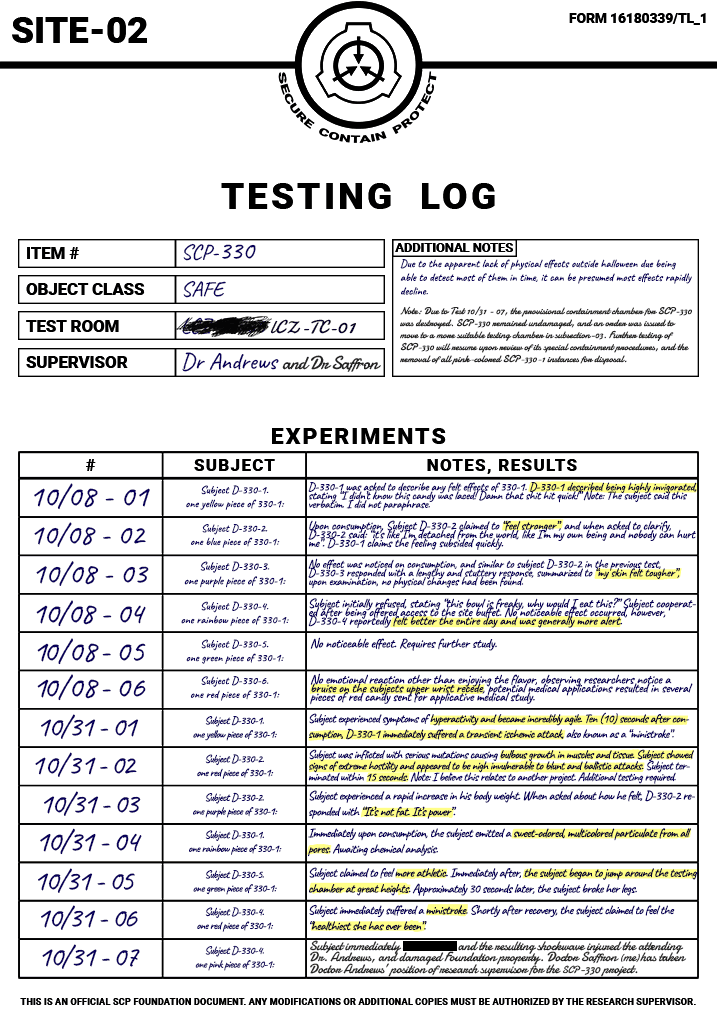 SITE-02
FORM 16180339/TL_1
SECURE CONTAIN PROTECT
TESTING LOG
ITEM #
SCP-330
OBJECT CLASS
SAFE
TEST ROOM
LCZ-TC-01
SUPERVISOR
Dr Andrews and Dr Saffron
ADDITIONAL NOTES
Due to the apparent lack of physical effects outside halloween due being
able to detect most of them in time, it can be presumed most effects rapidly
decline.
Note: Due to Test 10/31 - 07, the provisional containment chamber for SCP-330
was destroyed. SCP-330 remained undamaged, and an order was issued to
move to a more suitable testing chamber in subsection-03. Further testing of
SCP-330 will resume upon review of its special containment procedures, and the
removal of all pink-colored SCP-330-1 instances for disposal.
EXPERIMENTS
# SUBJECT NOTES, RESULTS
10/08 - 01
Subject D-330-1.
one yellow piece of 330-1:
D-330-1 was asked to describe any felt effects of 330-1. D-330-1 described being highly invigorated,
stating "I didn't know this candy was laced! Damn that shit hit quick!" Note: The subject said this
verbatim. I did not paraphrase.
10/08 - 02
Subject D-330-2.
one blue piece of 330-1:
Upon consumption, Subject D-330-2 claimed to "feel stronger", and when asked to clarify,
D-330-2 said: "it's like I'm detached from the world, like I'm my own being and nobody can hurt
me". D-330-1 claims the feeling subsided quickly.
10/08 - 03
Subject D-330-3.
one purple piece of 330-1:
No effect was noticed on consumption, and similar to subject D-330-2 in the previous test,
D-330-3 responded with a lengthy and stuttery response, summarized to "my skin felt tougher",
upon examination, no physical changes had been found.
10/08 - 04
Subject D-330-4.
one rainbow piece of 330-1:
Subject initially refused, stating "this bowl is freaky, why would I eat this?" Subject cooperat-
ed after being offered access to the site buffet. No noticeable effect occurred, however,
D-330-4 reportedly felt better the entire day and was generally more alert.
10/08 - 05
Subject D-330-5.
one green piece of 330-1:
No noticeable effect. Requires further study.
10/08 - 06
Subject D-330-6.
one red piece of 330-1:
No emotional reaction other than enjoying the flavor, observing researchers notice a
bruise on the subjects upper wrist recede, potential medical applications resulted in several
pieces of red candy sent for applicative medical study.
10/31 - 01
Subject D-330-1.
one yellow piece of 330-1:
Subject experienced symptoms of hyperactivity and became incredibly agile. Ten (10) seconds after con-
sumption, D-330-1 immediately suffered a transient ischemic attack, also known as a "ministroke".
10/31 - 02
Subject D-330-2.
one red piece of 330-1:
Subject was inflicted with serious mutations causing bulbous growth in muscles and tissue. Subject showed
signs of extreme hostility and appeared to be nigh invulnerable to blunt and balistic attacks. Subject ter-
minated within 15 seconds. Note: I believe this relates to another project. Additional testing required.
10/31 - 03
Subject D-330-2.
one purple piece of 330-1:
Subject experienced a rapid increase in his body weight. When asked about how he felt, D-330-2 re-
sponded with "It's not fat. It's power".
10/31 - 04
Subject D-330-1.
one rainbow piece of 330-1:
Immediately upon consumption, the subject emitted a sweet-odored, multicolored particulate from all
pores. Awaiting chemical analysis.
10/31 - 05
Subject D-330-5.
one green piece of 330-1:
Subject claimed to feel more athletic. Immediately after, the subject began to jump around the testing
chamber at great heights. Approximately 30 seconds later, the subject broke her legs.
10/31 - 06
Subject D-330-4.
one red piece of 330-1:
Subject immediately suffered a ministroke. Shortly after recovery, the subject claimed to feel the
"healthiest she has ever been".
10/31 - 07
Subject D-330-4.
one pink piece of 330-1:
Subject immediately and the resulting shockwave injured the attending
Dr. Andrews, and damaged Foundation property. Doctor Saffron (me) has taken
Doctor Andrews' position of research supervisor for the SCP-330 project.
THIS IS AN OFFICIAL SCP FOUNDATION DOCUMENT. ANY MODIFICATIONS OR ADDITIONAL COPIES MUST BE AUTHORIZED BY THE RESEARCH SUPERVISOR.